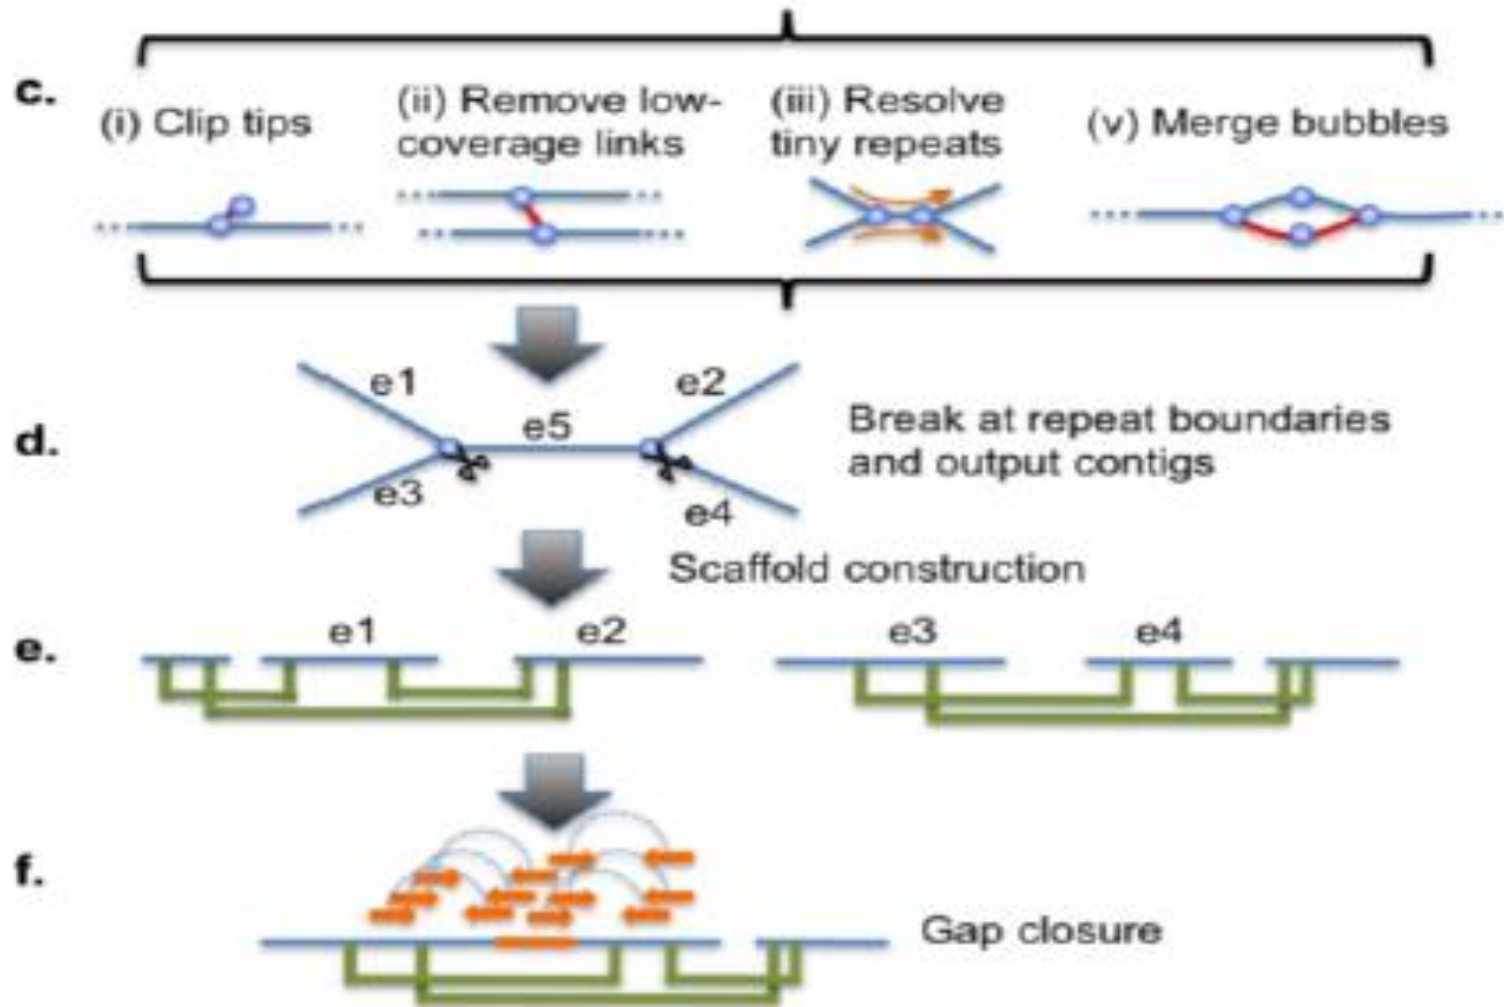 c.
(i) Clip tips
(ii) Remove low-
coverage links
(iii) Resolve
tiny repeats
(v) Merge bubbles
d.
e1
e2
e5
e3
e4
Break at repeat boundaries
and output contigs
Scaffold construction
e.
e1
e2
e3
e4
f.
Gap closure